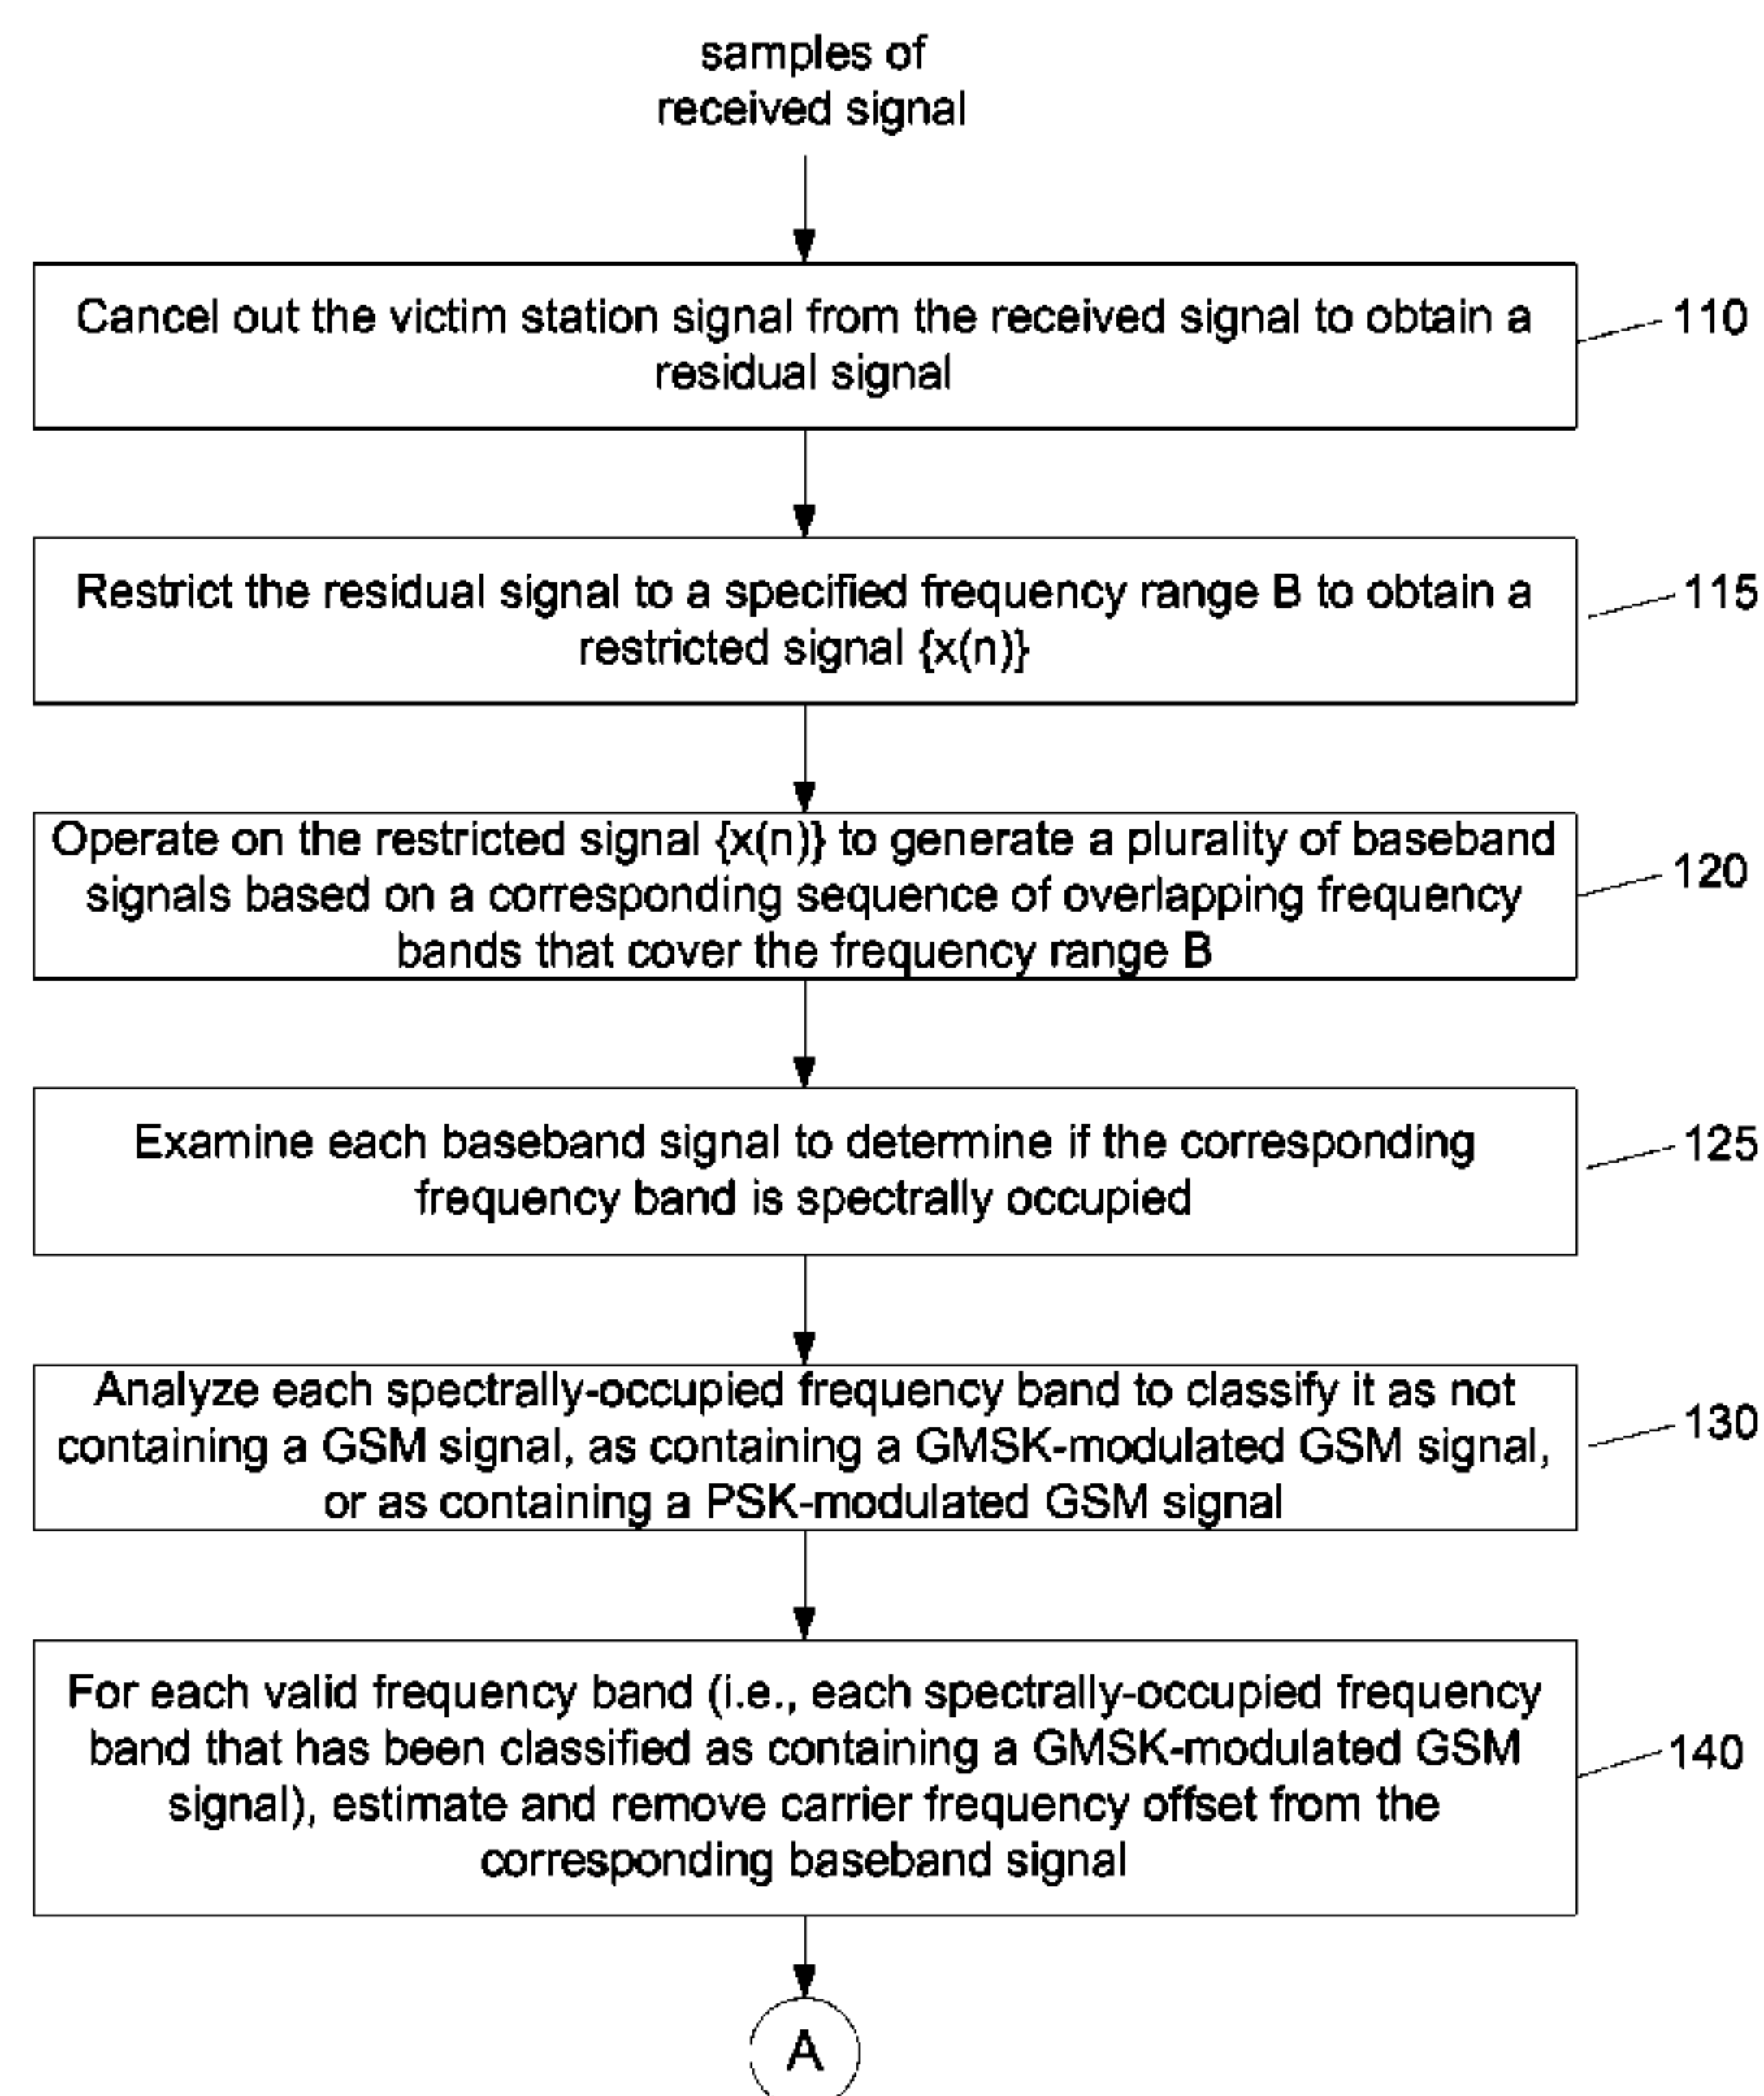 samples of
received signal
Cancel out the victim station signal from the received signal to obtain a
residual signal
110
Restrict the residual signal to a specified frequency range B to obtain a
restricted signal {x(n)}
115
Operate on the restricted signal {x(n)} to generate a plurality of baseband
signals based on a corresponding sequence of overlapping frequency
bands that cover the frequency range B
120
Examine each baseband signal to determine if the corresponding
frequency band is spectrally occupied
125
Analyze each spectrally-occupied frequency band to classify it as not
containing a GSM signal, as containing a GMSK-modulated GSM signal,
or as containing a PSK-modulated GSM signal
130
For each valid frequency band (i.e., each spectrally-occupied frequency
band that has been classified as containing a GMSK-modulated GSM
signal), estimate and remove carrier frequency offset from the
corresponding baseband signal
140
A